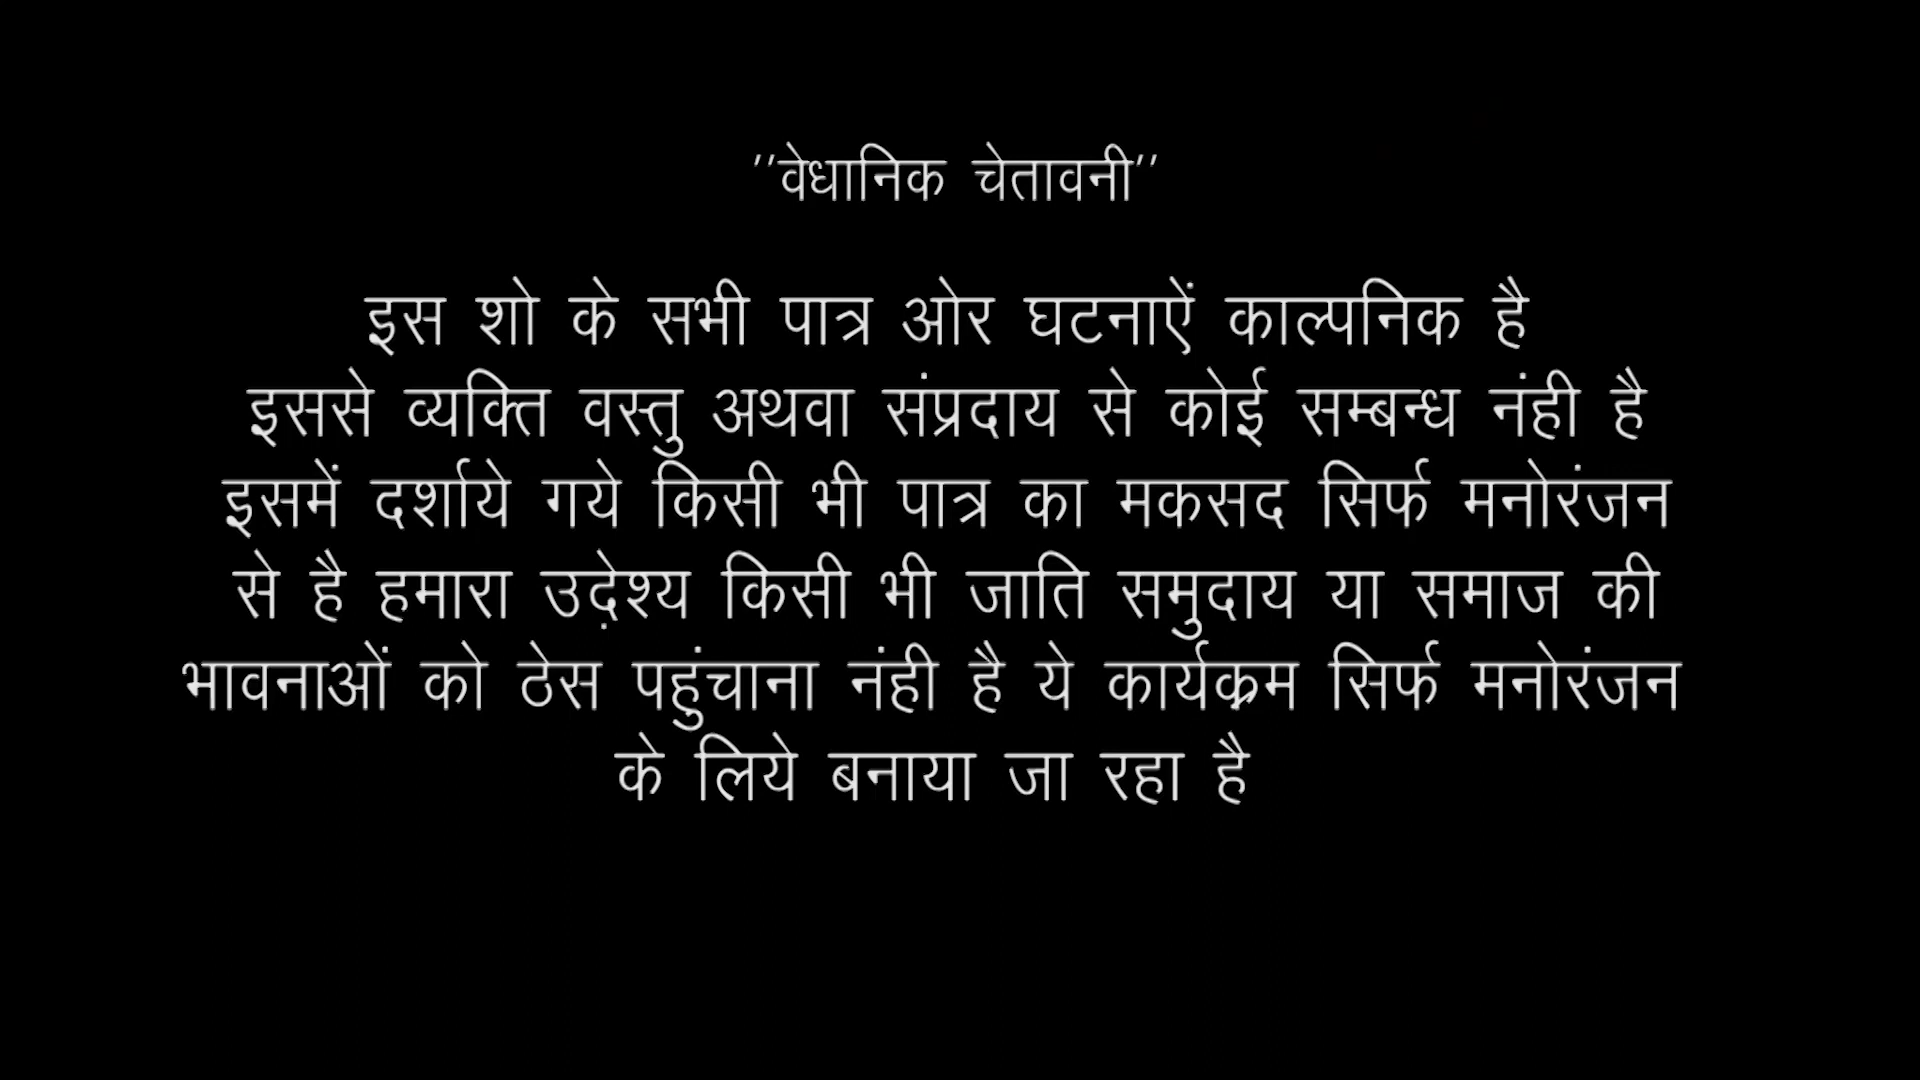 ''वेधानिक चेतावनी''
इस शो के सभी पात्र ओर घटनाऐं काल्पनिक है
इससे व्यक्ति वस्तु अथवा संप्रदाय से कोई सम्बन्ध नंही है
इसमें दर्शाये गये किसी भी पात्र का मकसद सिर्फ मनोरंजन
से है हमारा उद़ेश्य किसी भी जाति समुदाय या समाज की
भावनाओं को ठेस पहुंचाना नंही है ये कार्यक्रम सिर्फ मनोरंजन
के लिये बनाया जा रहा है